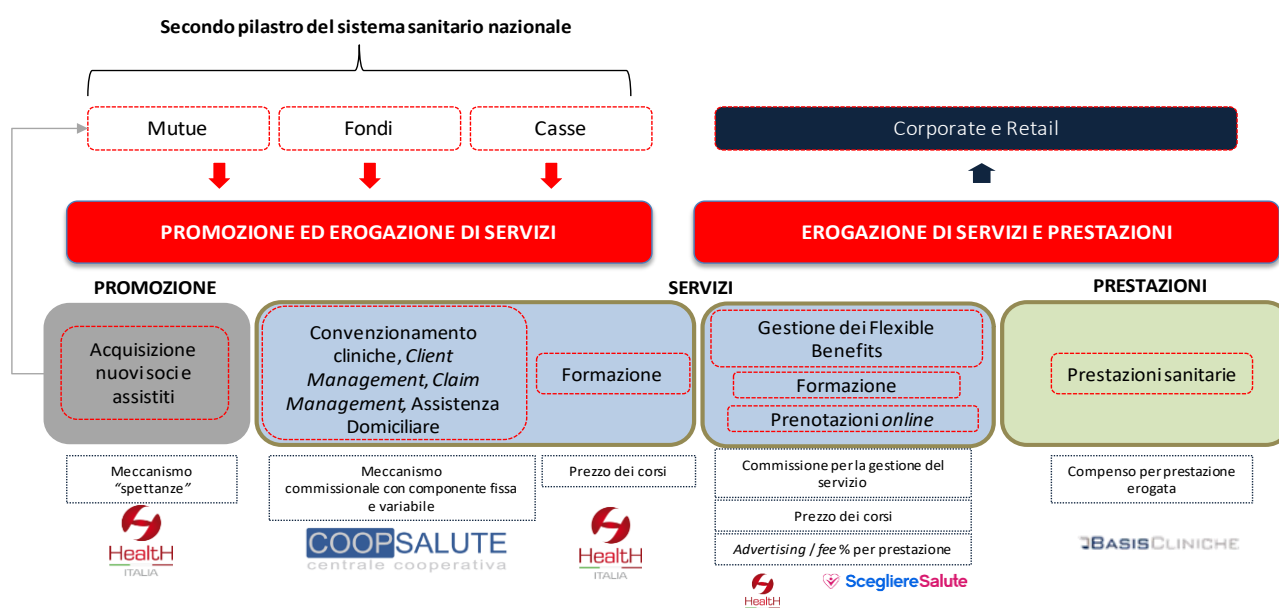 Secondo pilastro del sistema sanitario nazionale
Mutue
Fondi
Casse
Corporate e Retail
PROMOZIONE ED EROGAZIONE DI SERVIZI
EROGAZIONE DI SERVIZI E PRESTAZIONI
PROMOZIONE
SERVIZI
PRESTAZIONI
Acquisizione
nuovi soci e
assistiti
Convenzionamento
cliniche, Client
Management, Claim
Management, Assistenza
Domiciliare
Formazione
Gestione dei Flexible
Benefits
Formazione
Prenotazioni online
Prestazioni sanitarie
Meccanismo
“spettanze”
Meccanismo
commissionale con componente fissa
e variabile
Prezzo dei corsi
Commissione per la gestione del
servizio
Prezzo dei corsi
Advertising / fee % per prestazione
Compenso per prestazione
erogata
HealtH
ITALIA
COOPSALUTE
centrale cooperativa
HealtH
ITALIA
HealtH
ScegliereSalute
BASISCLINICHE